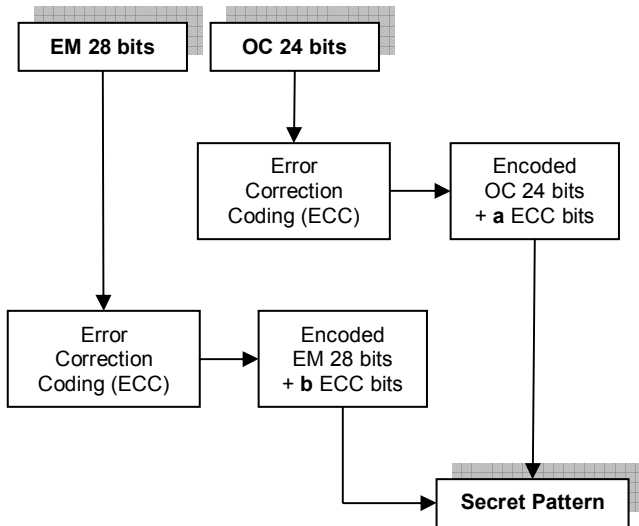 EM 28 bits
OC 24 bits
Error
Correction
Coding (ECC)
Encoded
OC 24 bits
+ a ECC bits
Error
Correction
Coding (ECC)
Encoded
EM 28 bits
+ b ECC bits
Secret Pattern